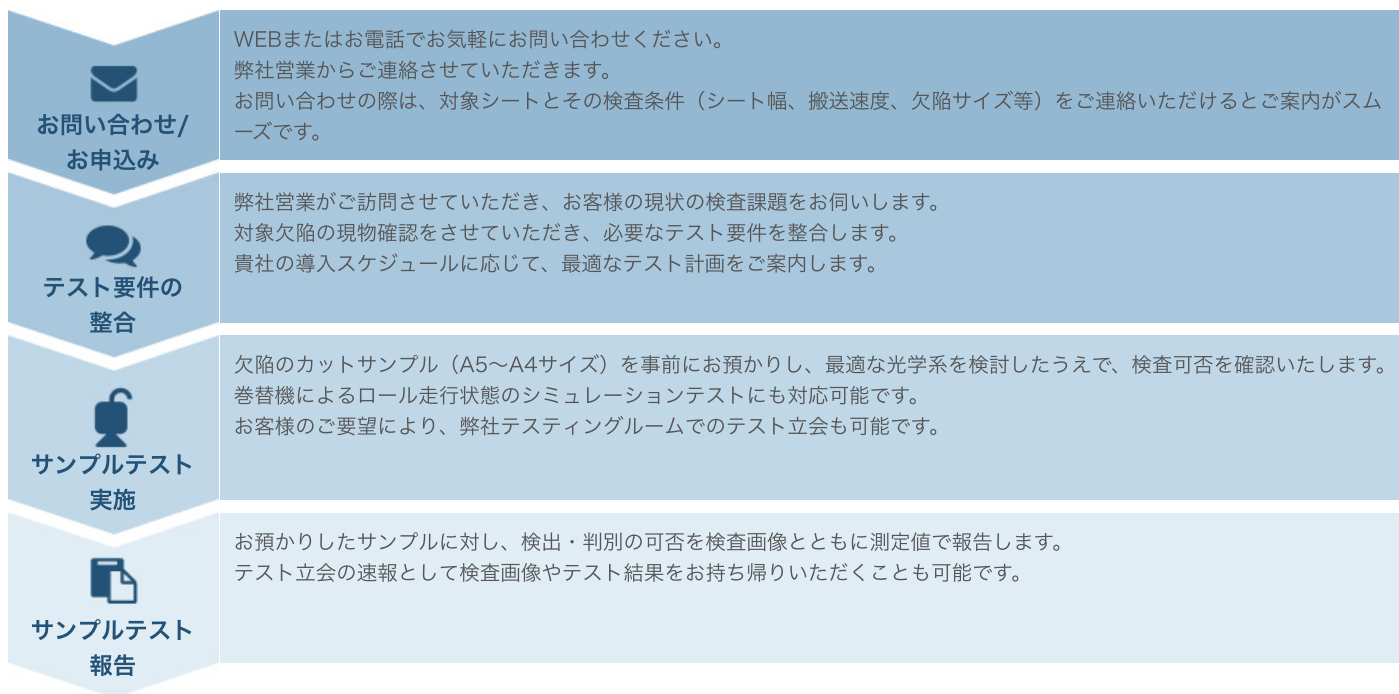 お問い合わせ/
お申込み
WEBまたはお電話でお気軽にお問い合わせください。
弊社営業からご連絡させていただきます。
お問い合わせの際は、対象シートとその検査条件（シート幅、搬送速度、欠陥サイズ等）をご連絡いただけるとご案内がスム
ーズです。
テスト要件の
整合
弊社営業がご訪問させていただき、お客様の現状の検査課題をお伺いします。
対象欠陥の現物確認をさせていただき、必要なテスト要件を整合します。
貴社の導入スケジュールに応じて、最適なテスト計画をご案内します。
サンプルテスト
実施
欠陥のカットサンプル（A5〜A4サイズ）を事前にお預かりし、最適な光学系を検討したうえで、検査可否を確認いたします。
巻替機によるロール走行状態のシミュレーションテストにも対応可能です。
お客様のご要望により、弊社テスティングルームでのテスト立会も可能です。
サンプルテスト
報告
お預かりしたサンプルに対し、検出・判別の可否を検査画像とともに測定値で報告します。
テスト立会の速報として検査画像やテスト結果をお持ち帰りいただくことも可能です。